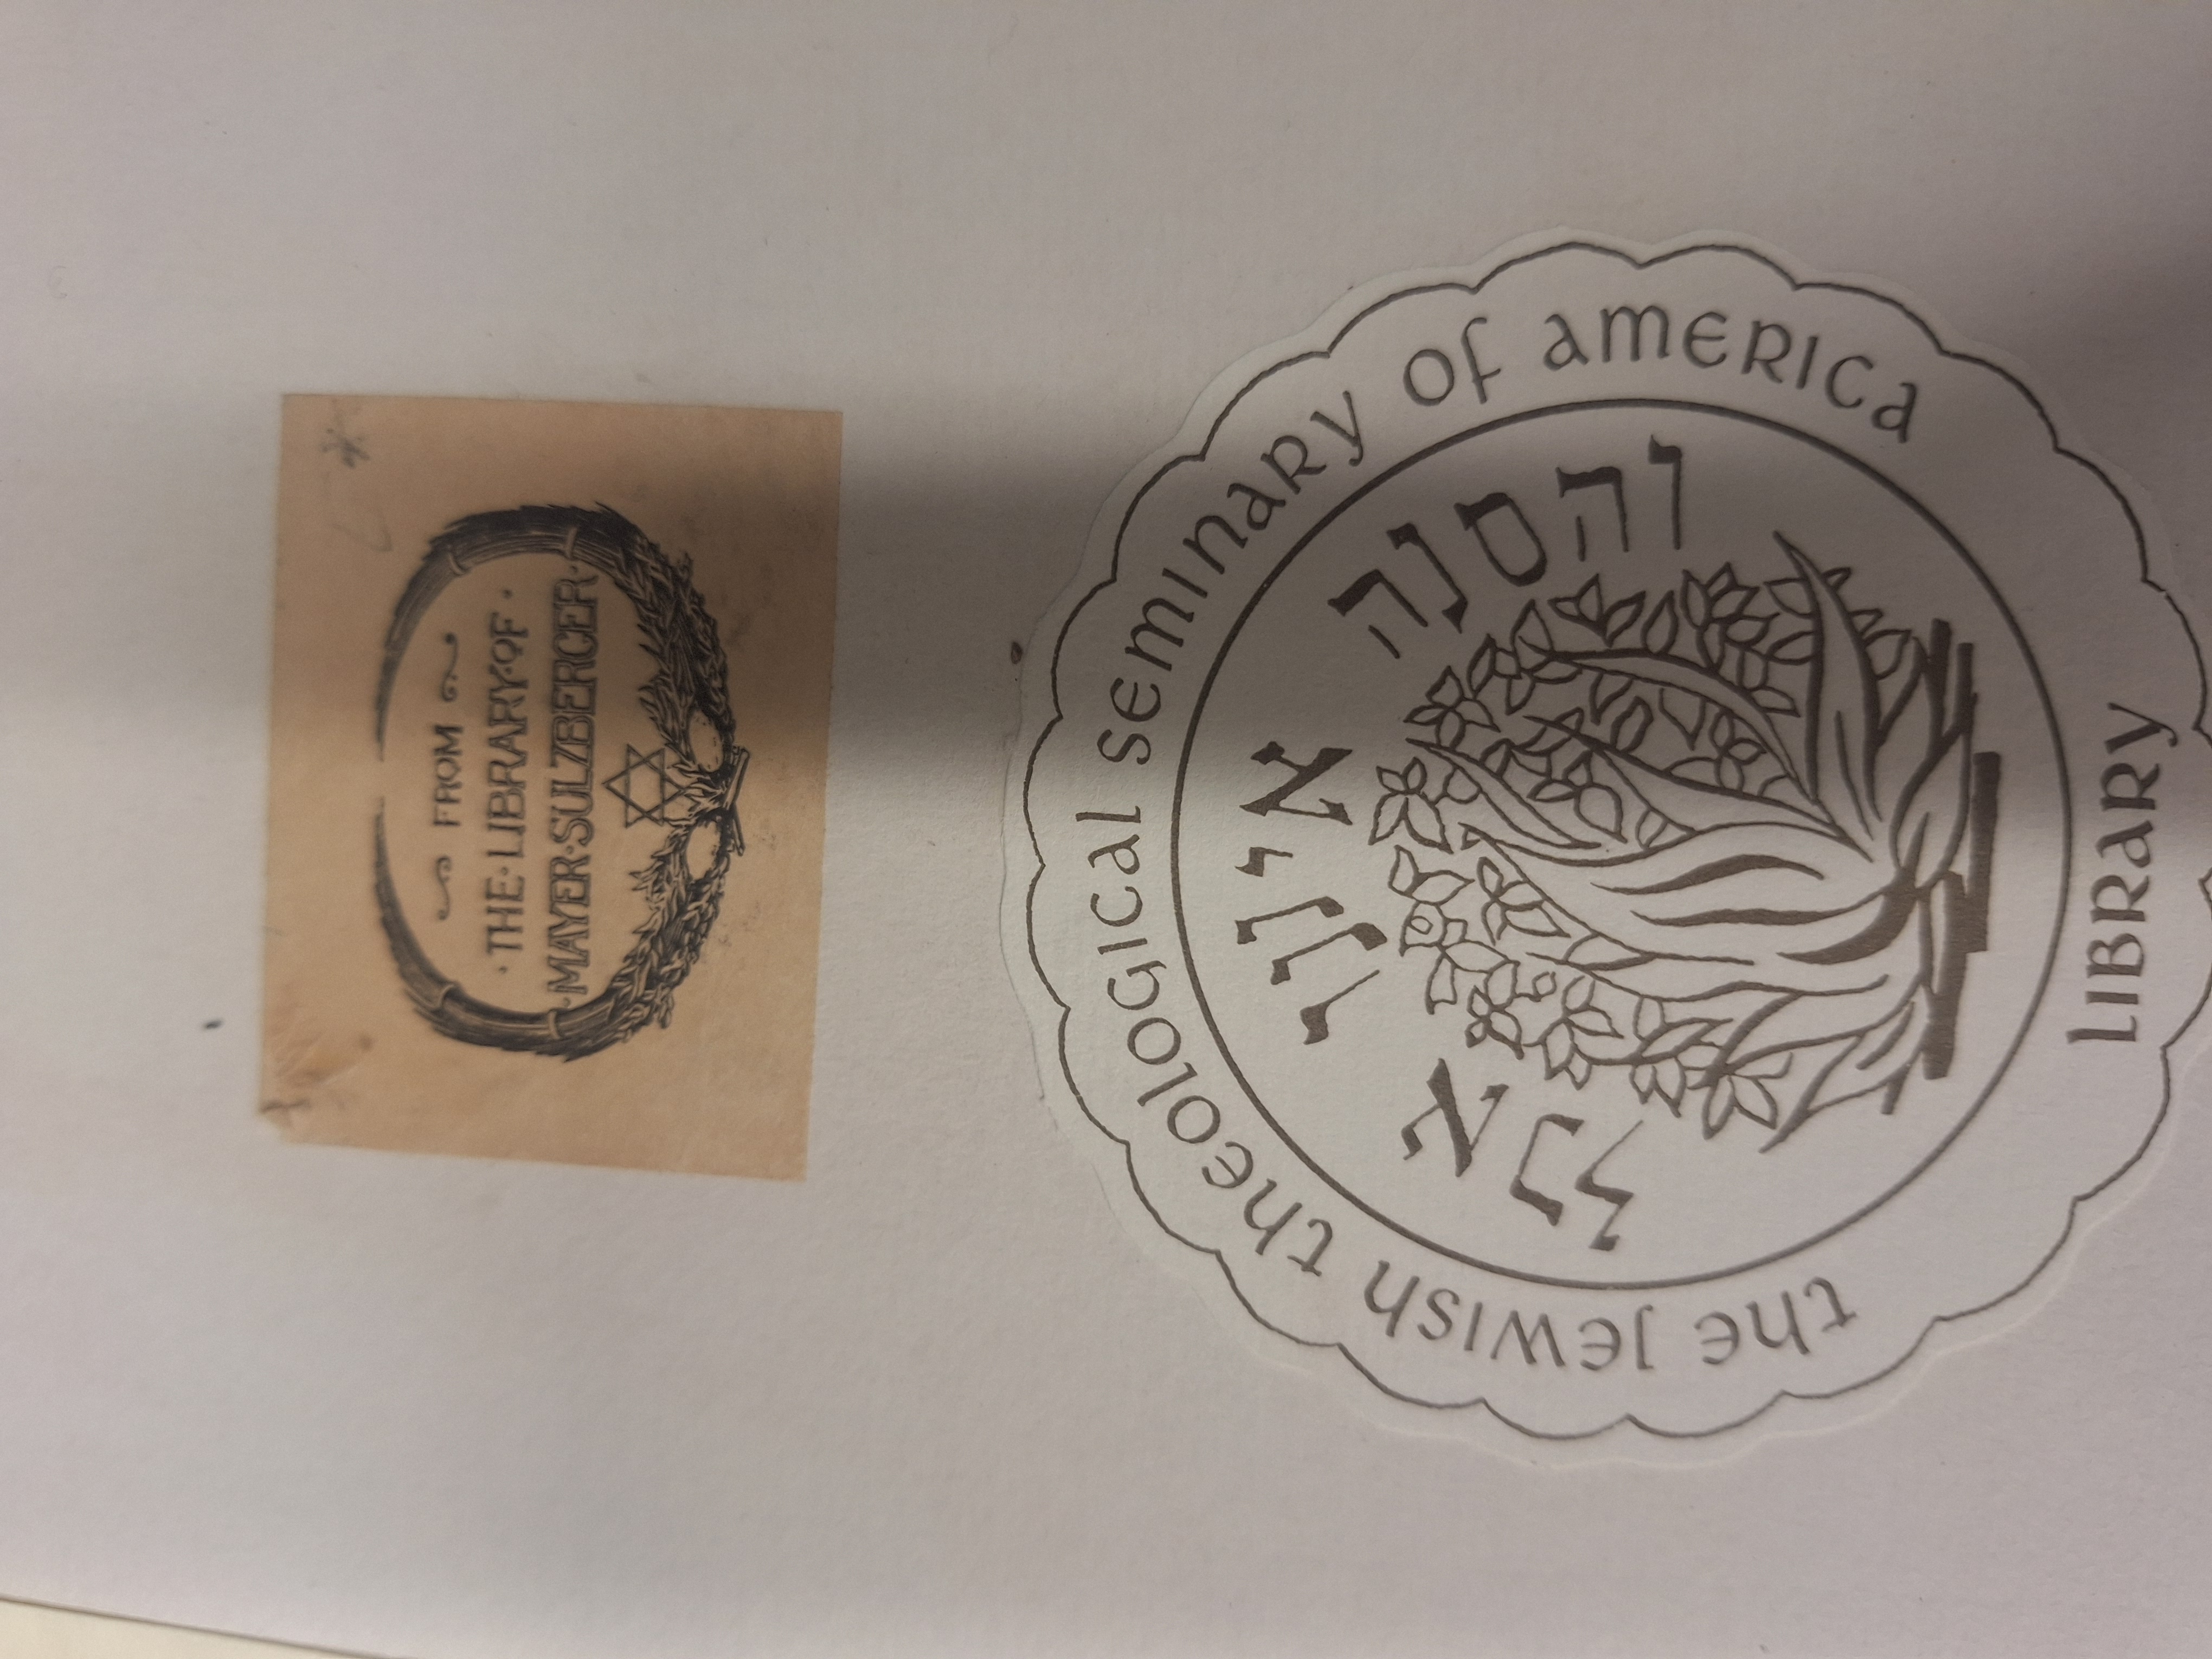 FROM
·THE·LIBRARY·OF·
·MAYER·SULZBERGER·
the Jewish theological seminary of america
והסנה איננו אכל
LIBRARY